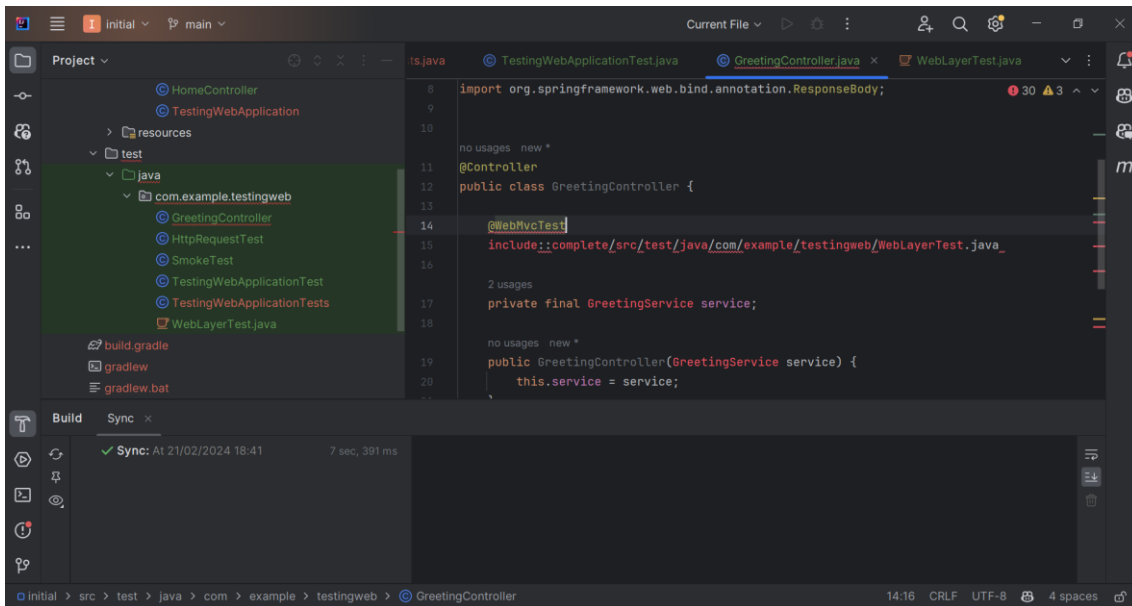 I initial main Current File
Project
ts.java TestingWebApplicationTest.java GreetingController.java WebLayerTest.java
HomeController
TestingWebApplication
resources
test
java
com.example.testingweb
GreetingController
HttpRequestTest
SmokeTest
TestingWebApplicationTest
TestingWebApplicationTests
WebLayerTest.java
build.gradle
gradlew
gradlew.bat
8 import org.springframework.web.bind.annotation.ResponseBody; 30 3
9
10
no usages new *
11 @Controller
12 public class GreetingController {
13
14 @WebMvcTest
15 include::complete/src/test/java/com/example/testingweb/WebLayerTest.java
16
2 usages
17 private final GreetingService service;
18
no usages new *
19 public GreetingController(GreetingService service) {
20 this.service = service;
m
Build Sync
Sync: At 21/02/2024 18:41 7 sec, 391 ms
initial > src > test > java > com > example > testingweb > GreetingController 14:16 CRLF UTF-8 4 spaces